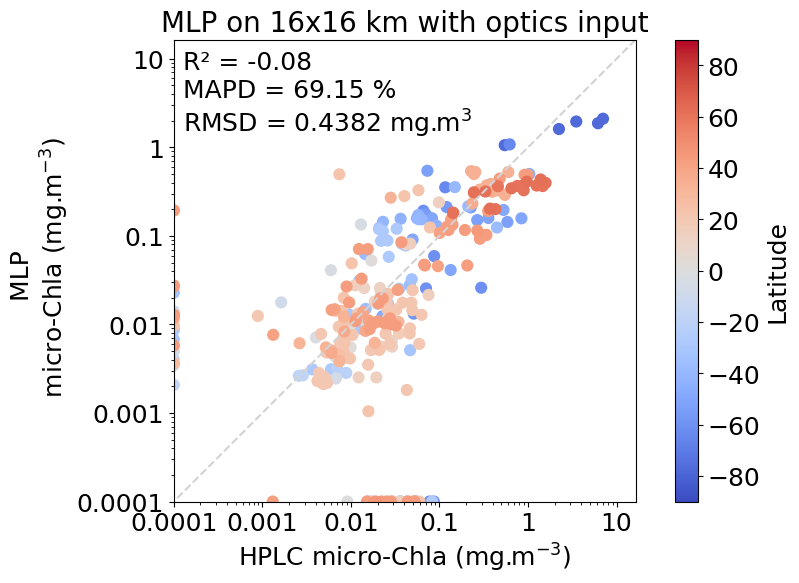 MLP on 16x16 km with optics input
R² = -0.08
MAPD = 69.15 %
RMSD = 0.4382 mg.m³
10
1
0.1
0.01
0.001
0.0001
MLP
micro-Chla (mg.m⁻³)
0.0001
0.001
0.01
0.1
1
10
HPLC micro-Chla (mg.m⁻³)
80
60
40
20
0
−20
−40
−60
−80
Latitude